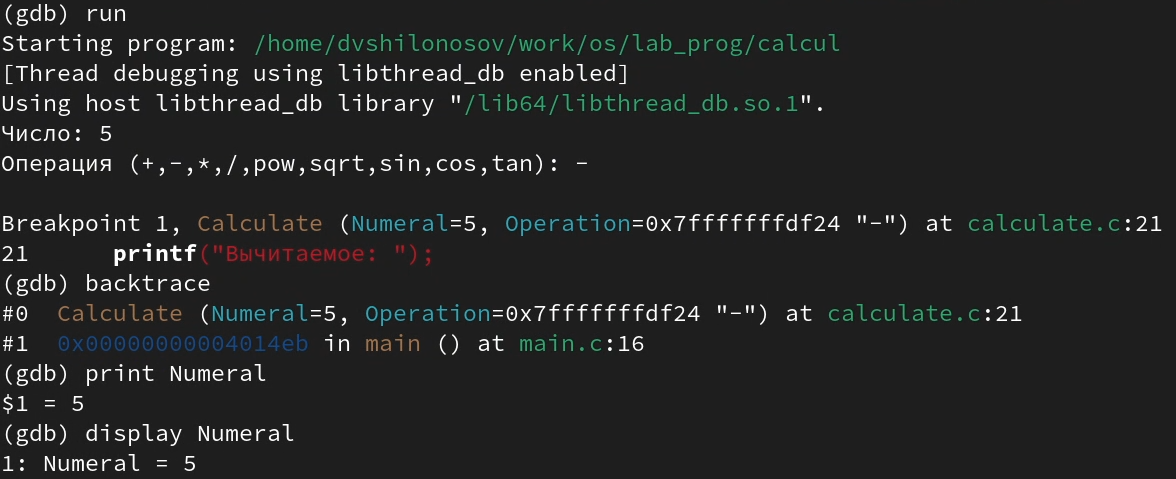 (gdb) run
Starting program: /home/dvshilonosov/work/os/lab_prog/calcul
[Thread debugging using libthread_db enabled]
Using host libthread_db library "/lib64/libthread_db.so.1".
Число: 5
Операция (+,-,*,/,pow,sqrt,sin,cos,tan): -
Breakpoint 1, Calculate (Numeral=5, Operation=0x7fffffffdf24 "-") at calculate.c:21
21 printf("Вычитаемое: ");
(gdb) backtrace
#0 Calculate (Numeral=5, Operation=0x7fffffffdf24 "-") at calculate.c:21
#1 0x00000000004014eb in main () at main.c:16
(gdb) print Numeral
$1 = 5
(gdb) display Numeral
1: Numeral = 5